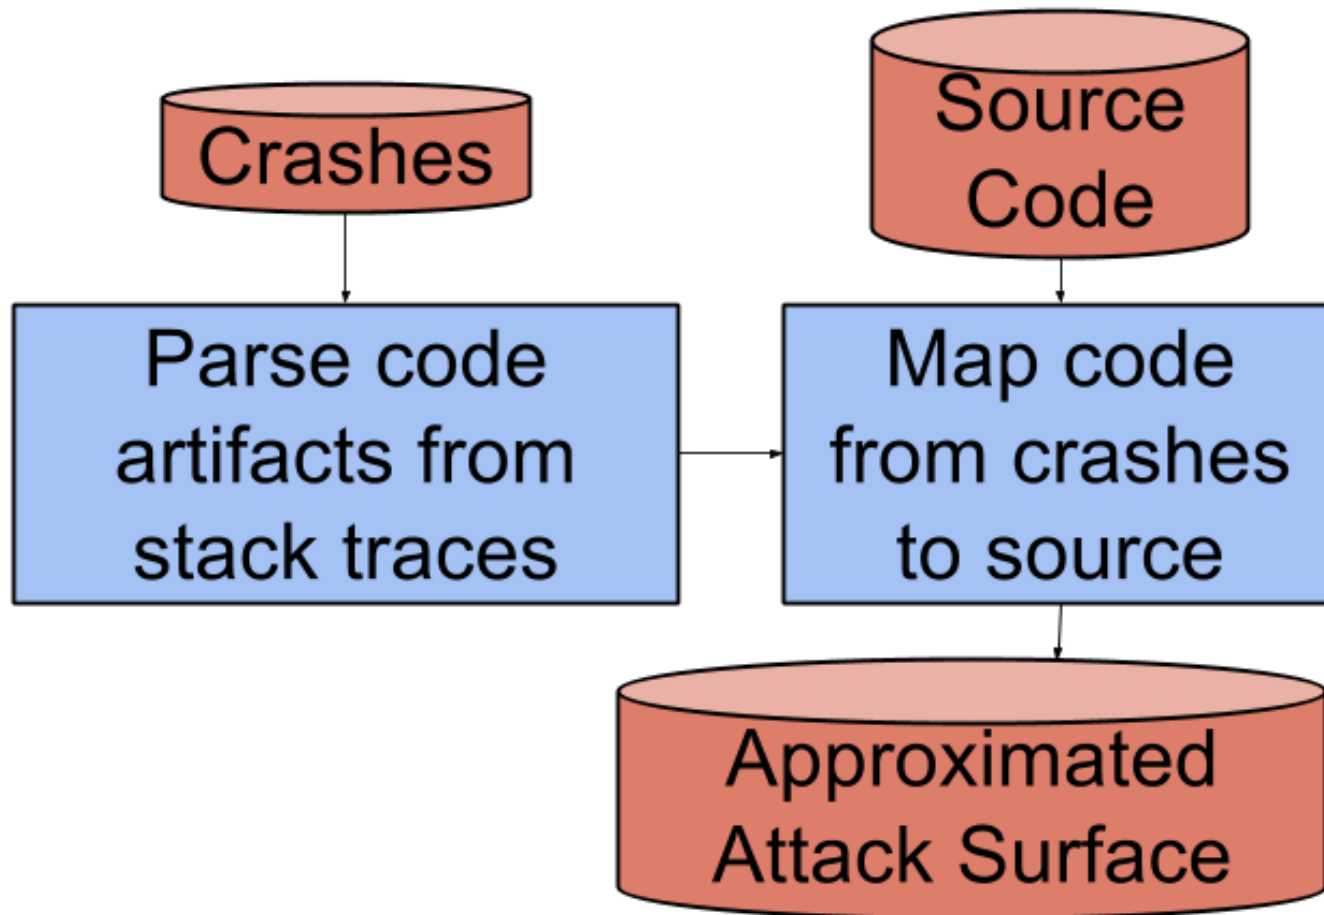 Crashes
Source
Code
Parse code
artifacts from
stack traces
Map code
from crashes
to source
Approximated
Attack Surface